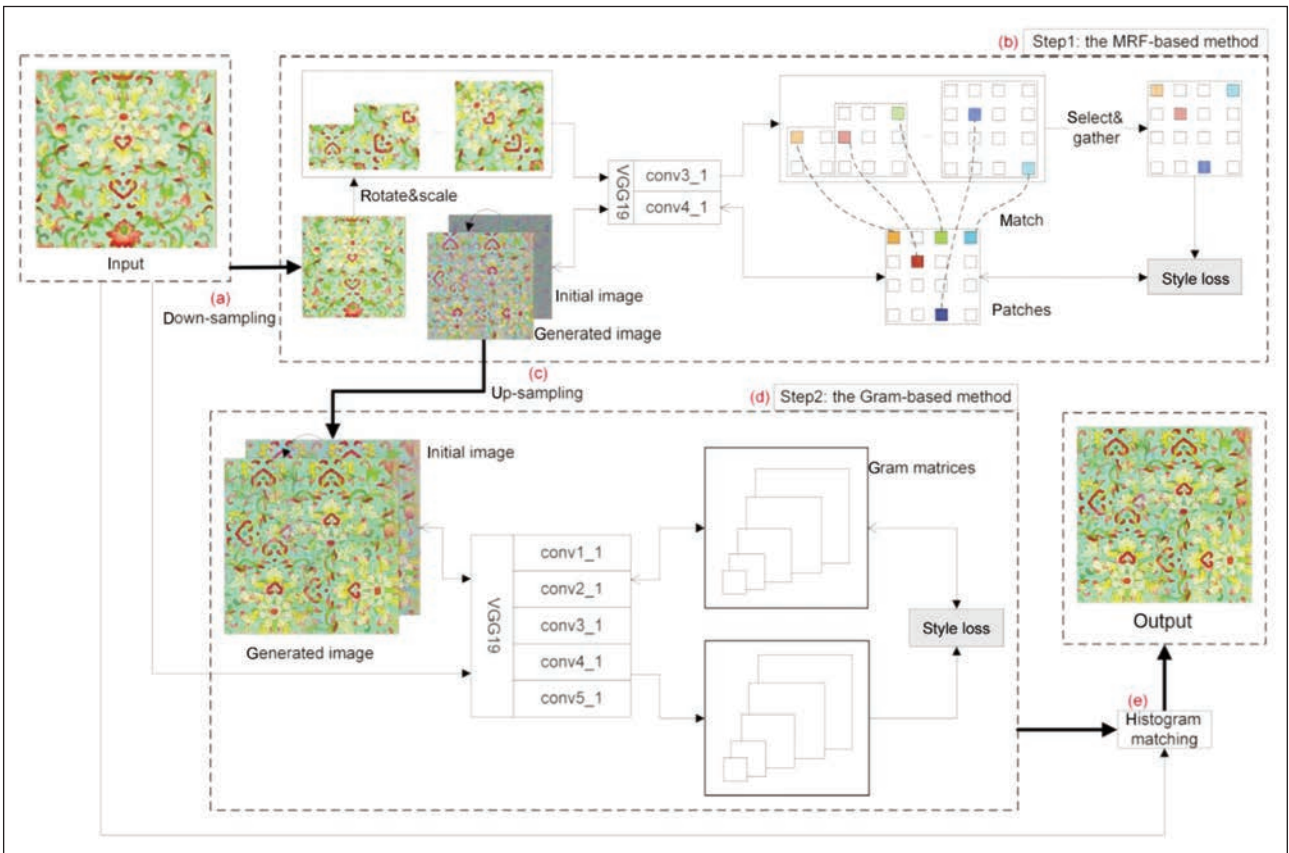 (b) Step1: the MRF-based method
Input
Rotate&scale
VGG19
conv3_1
conv4_1
Select&
gather
Match
Patches
Style loss
(a)
Down-sampling
Initial image
Generated image
(c)
Up-sampling
(d) Step2: the Gram-based method
Initial image
Generated image
VGG19
conv1_1
conv2_1
conv3_1
conv4_1
conv5_1
Gram matrices
Style loss
Output
(e)
Histogram
matching